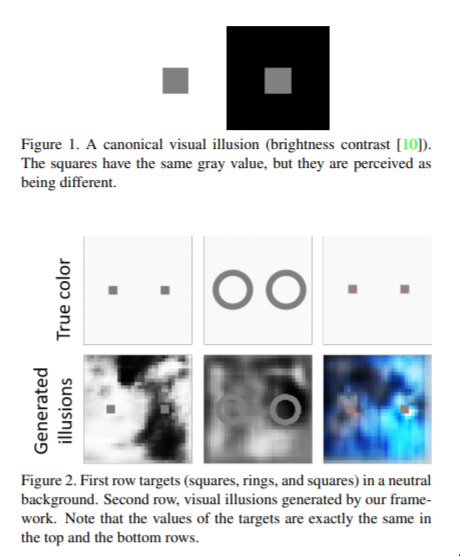 Figure 1. A canonical visual illusion (brightness contrast [10]).
The squares have the same gray value, but they are perceived as
being different.
True color
Generated
illusions
Figure 2. First row targets (squares, rings, and squares) in a neutral
background. Second row, visual illusions generated by our frame-
work. Note that the values of the targets are exactly the same in
the top and the bottom rows.